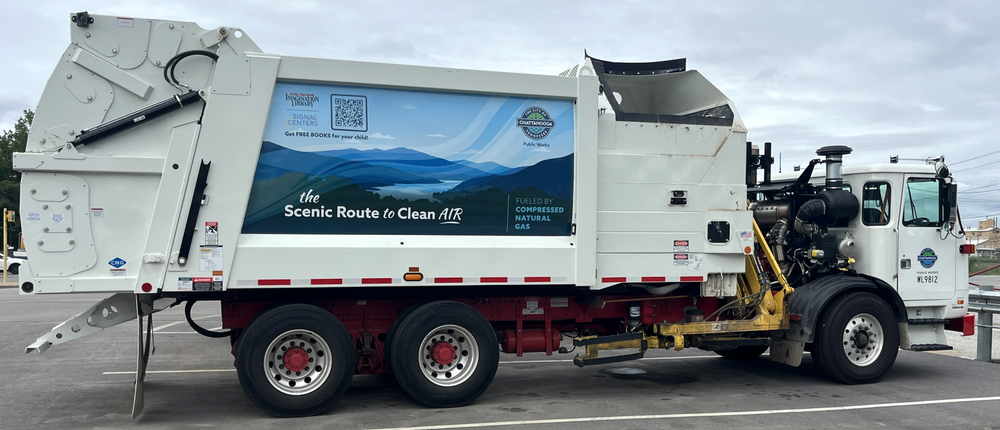 Dolly Parton's
IMAGINATION
LIBRARY
SIGNAL
CENTERS
Get FREE BOOKS for your child!
THE CITY OF
CHATTANOOGA
TENNESSEE
Public Works
the
Scenic Route to Clean AIR
FUELED BY
COMPRESSED
NATURAL
GAS
CNG
DANGER
DANGER
DANGER
CHATTANOOGA
PUBLIC WORKS
WL9812